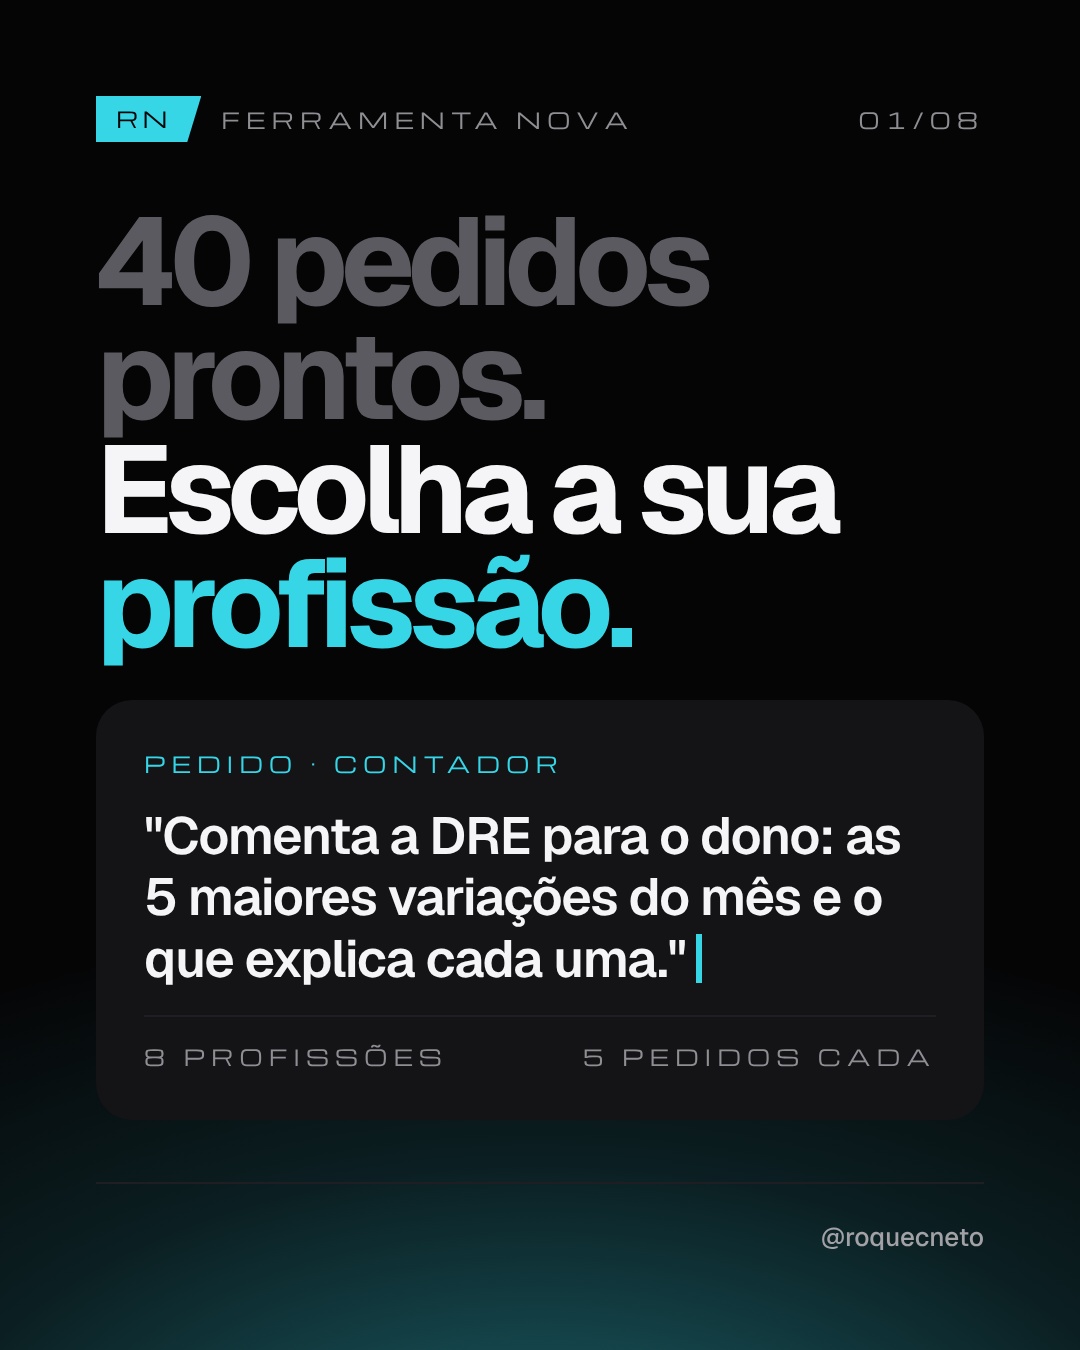 RN FERRAMENTA NOVA 01/08
40 pedidos
prontos.
Escolha a sua
profissão.
PEDIDO · CONTADOR
"Comenta a DRE para o dono: as
5 maiores variações do mês e o
que explica cada uma."
8 PROFISSÕES 5 PEDIDOS CADA
@roquecneto